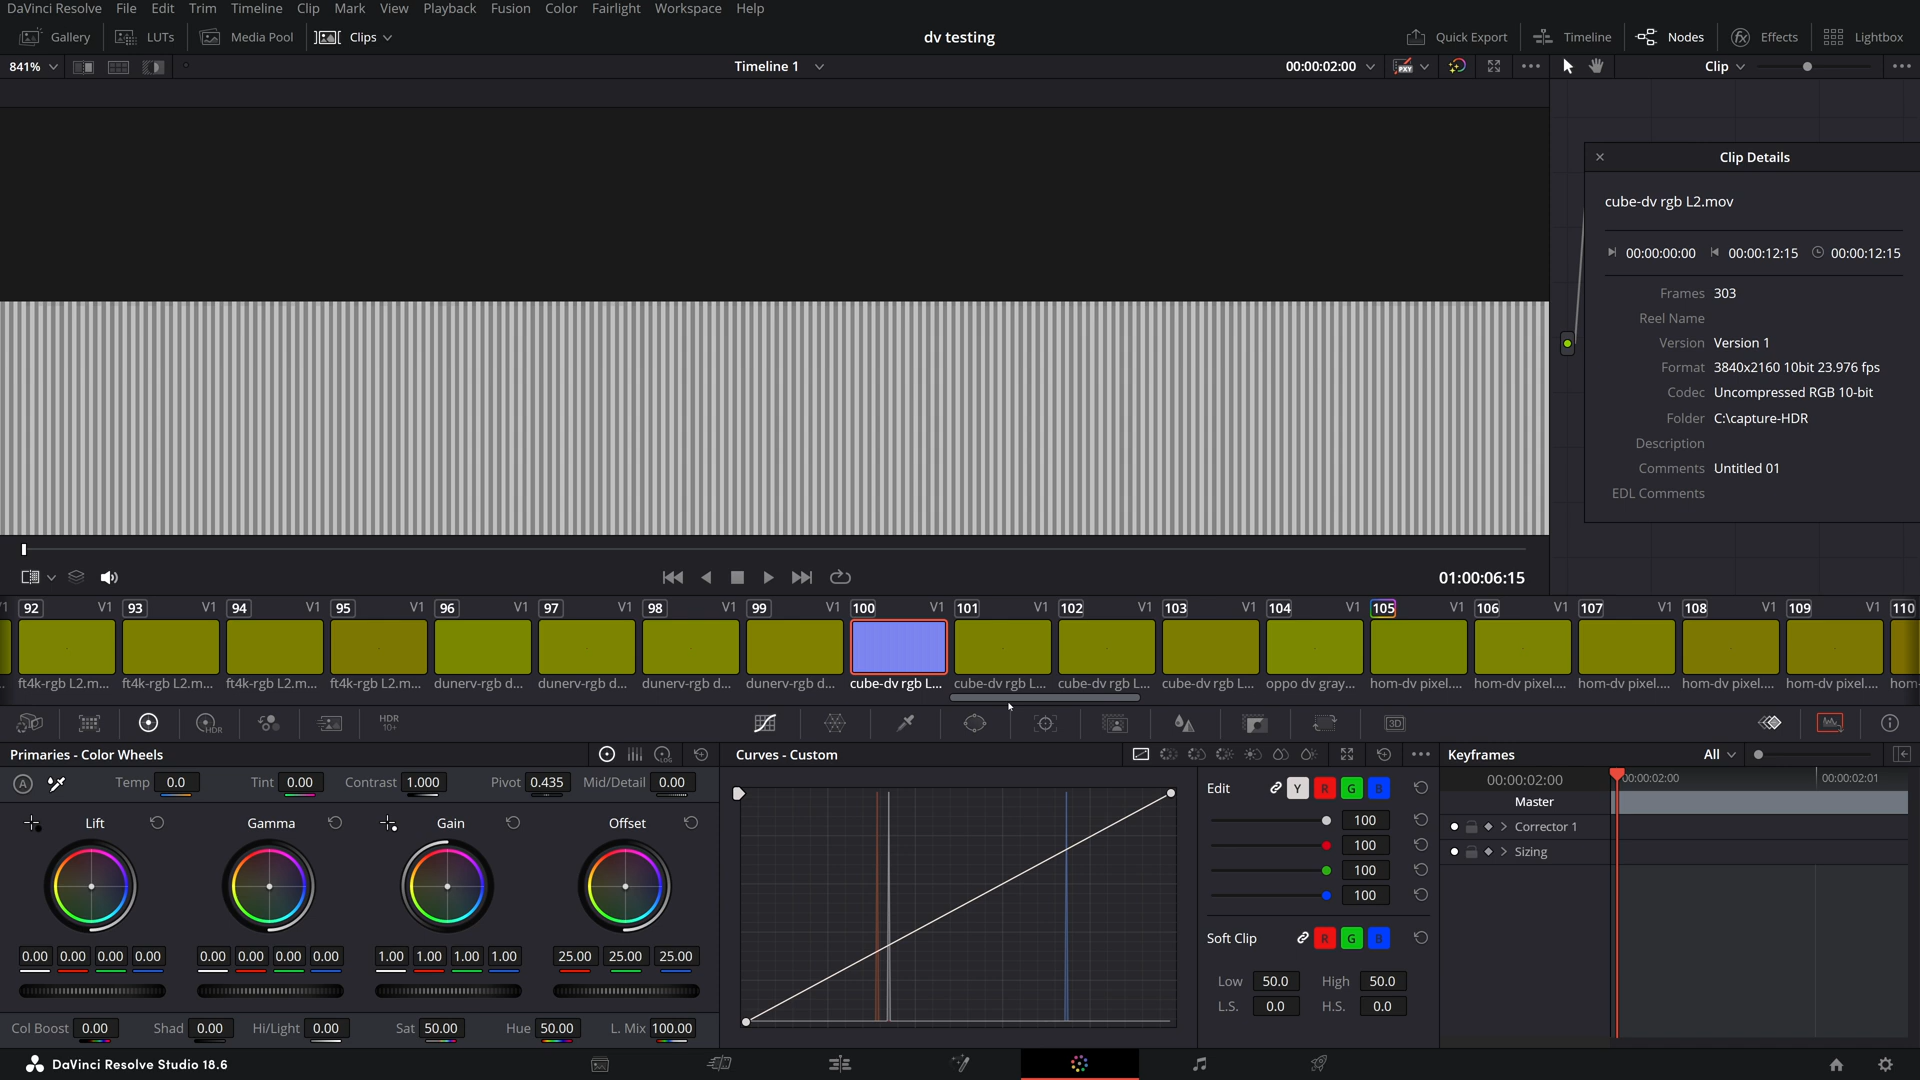 DaVinci Resolve File Edit Trim Timeline Clip Mark View Playback Fusion Color Fairlight Workspace Help
Gallery LUTs Media Pool Clips dv testing Quick Export Timeline Nodes Effects Lightbox
841% Timeline 1 00:00:02:00 PXY Clip
Clip Details
cube-dv rgb L2.mov
00:00:00:00 00:00:12:15 00:00:12:15
Frames 303
Reel Name
Version Version 1
Format 3840x2160 10bit 23.976 fps
Codec Uncompressed RGB 10-bit
Folder C:\capture-HDR
Description
Comments Untitled 01
EDL Comments
01:00:06:15
92 V1 93 V1 94 V1 95 V1 96 V1 97 V1 98 V1 99 V1 100 V1 101 V1 102 V1 103 V1 104 V1 105 V1 106 V1 107 V1 108 V1 109 V1 110
ft4k-rgb L2.m... ft4k-rgb L2.m... ft4k-rgb L2.m... ft4k-rgb L2.m... dunerv-rgb d... dunerv-rgb d... dunerv-rgb d... dunerv-rgb d... cube-dv rgb L... cube-dv rgb L... cube-dv rgb L... cube-dv rgb L... oppo dv gray... hom-dv pixel.... hom-dv pixel.... hom-dv pixel.... hom-dv pixel.... hom-dv pixel.... hom-
HDR HDR 10+ 3D
Primaries - Color Wheels LOG Curves - Custom Keyframes All
A Temp 0.0 Tint 0.00 Contrast 1.000 Pivot 0.435 Mid/Detail 0.00 Edit Y R G B 00:00:02:00 00:00:02:00 00:00:02:01
Master
Lift Gamma Gain Offset 100 Corrector 1
100 Sizing
100
100
Soft Clip R G B
0.00 0.00 0.00 0.00 0.00 0.00 0.00 0.00 1.00 1.00 1.00 1.00 25.00 25.00 25.00
Low 50.0 High 50.0
L.S. 0.0 H.S. 0.0
Col Boost 0.00 Shad 0.00 Hi/Light 0.00 Sat 50.00 Hue 50.00 L. Mix 100.00
DaVinci Resolve Studio 18.6